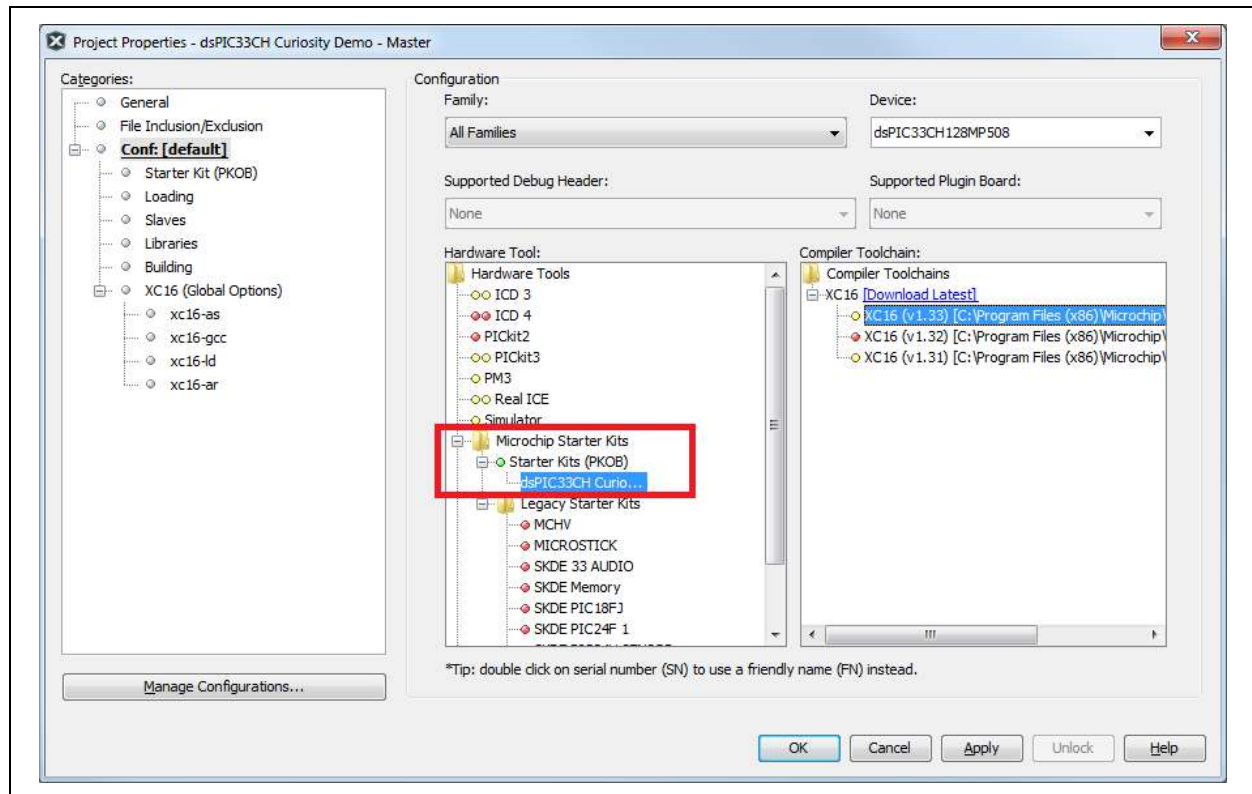 Project Properties - dsPIC33CH Curiosity Demo - Master
Categories:
General
File Inclusion/Exclusion
Conf: [default]
Starter Kit (PKOB)
Loading
Slaves
Libraries
Building
XC16 (Global Options)
xc16-as
xc16-gcc
xc16-ld
xc16-ar
Manage Configurations...
Configuration
Family:
All Families
Device:
dsPIC33CH128MP508
Supported Debug Header:
None
Supported Plugin Board:
None
Hardware Tool:
Hardware Tools
ICD 3
ICD 4
PICkit2
PICkit3
PM3
Real ICE
Simulator
Microchip Starter Kits
Starter Kits (PKOB)
dsPIC33CH Curio...
Legacy Starter Kits
MCHV
MICROSTICK
SKDE 33 AUDIO
SKDE Memory
SKDE PIC18FJ
SKDE PIC24F 1
Compiler Toolchain:
Compiler Toolchains
XC16 [Download Latest]
XC16 (v1.33) [C:\Program Files (x86)\Microchip\
XC16 (v1.32) [C:\Program Files (x86)\Microchip\
XC16 (v1.31) [C:\Program Files (x86)\Microchip\
*Tip: double click on serial number (SN) to use a friendly name (FN) instead.
OK Cancel Apply Unlock Help